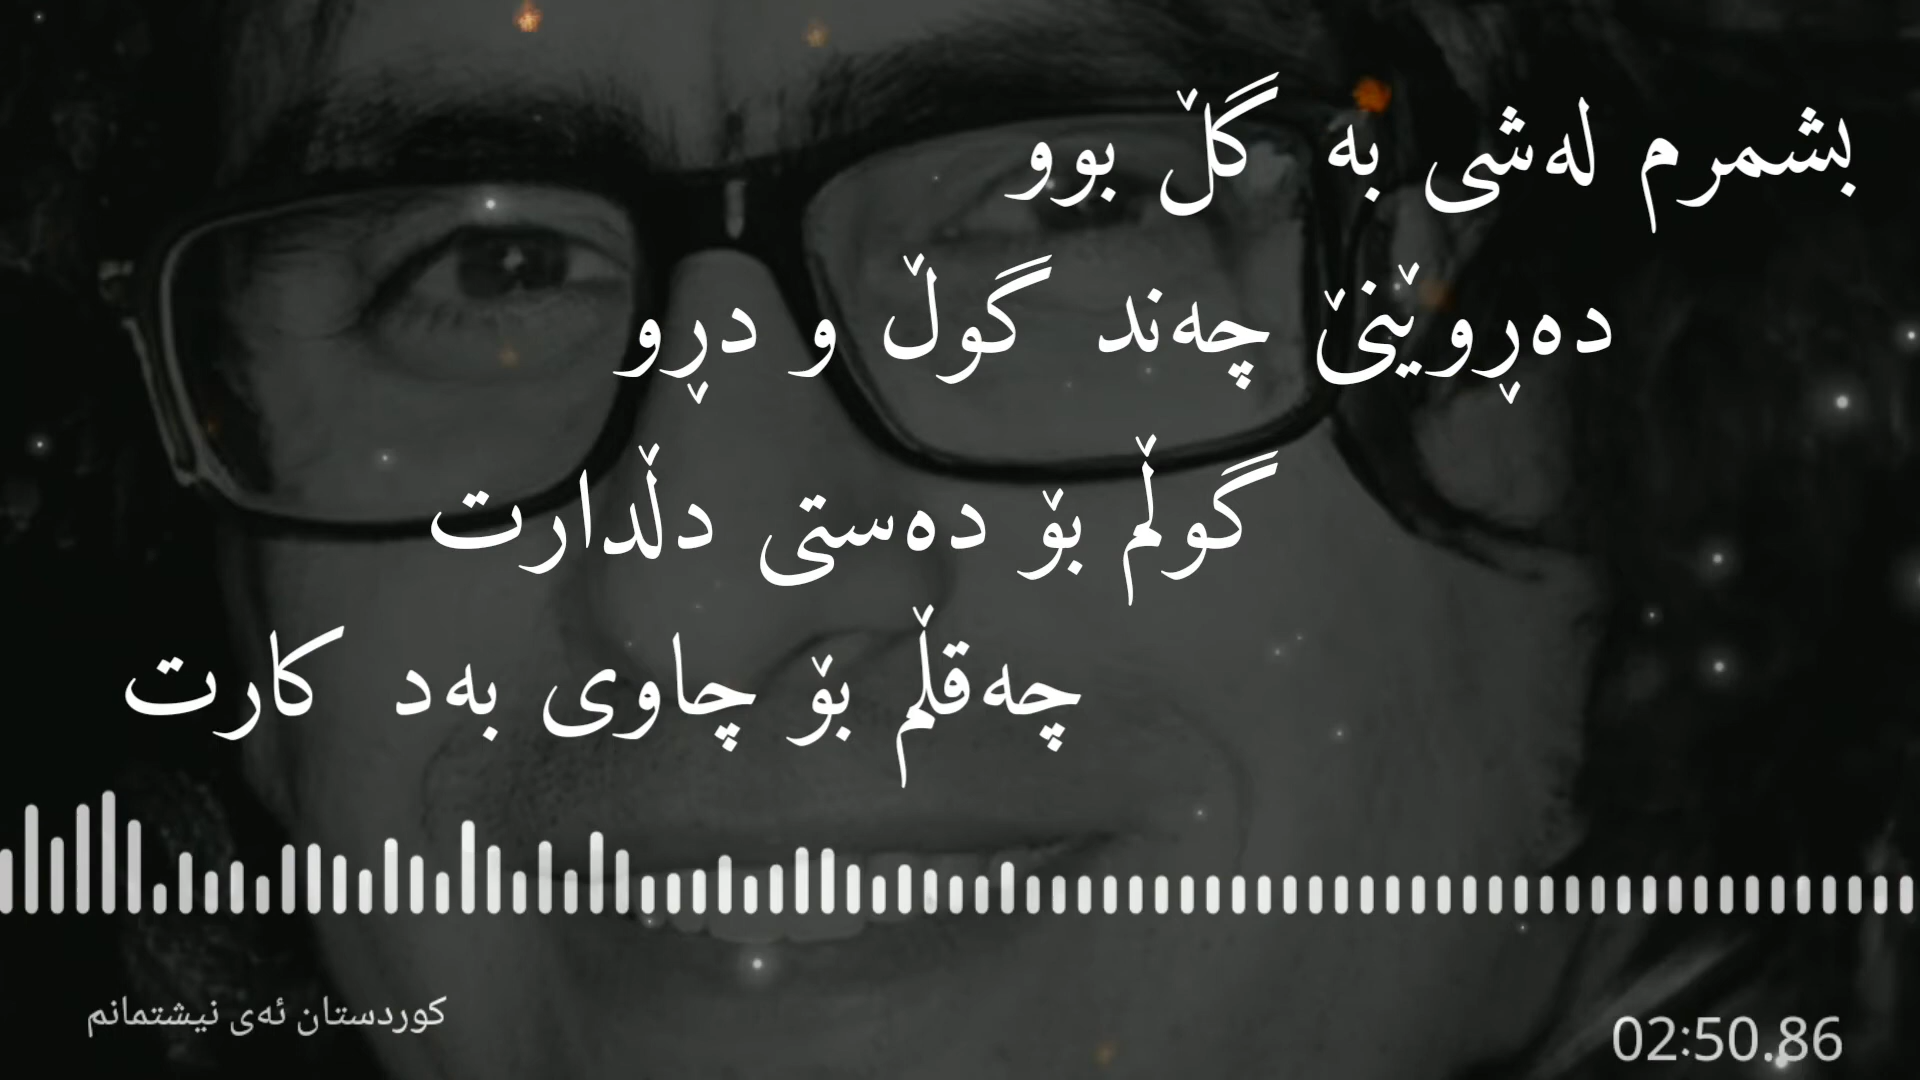 بشمرم لەشی بە گڵ بوو
دەڕوێنێ چەند گوڵ و دڕو
گوڵم بۆ دەستی دڵدارت
چەقڵم بۆ چاوی بەد کارت
کوردستان ئەی نیشتمانم
02:50.86